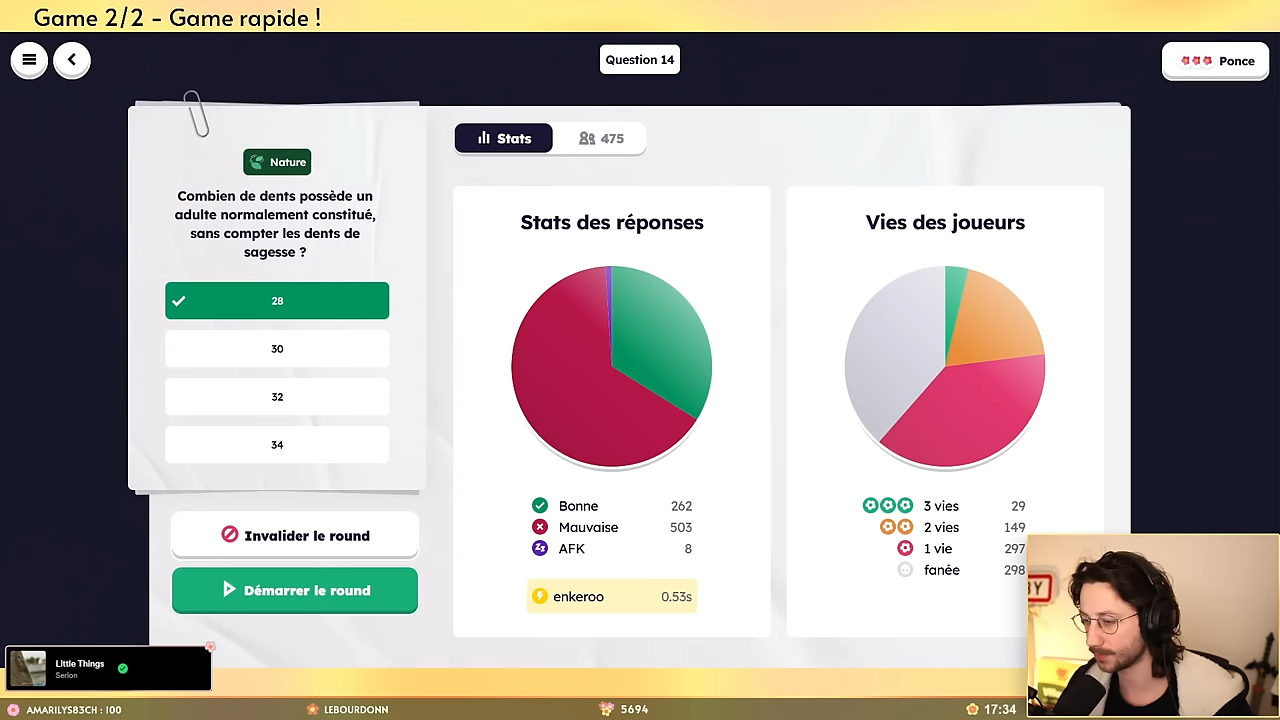 Game 2/2 - Game rapide !
Question 14
Ponce
Nature
Combien de dents possède un
adulte normalement constitué,
sans compter les dents de
sagesse ?
28
30
32
34
Invalider le round
Démarrer le round
Stats
475
Stats des réponses
Bonne 262
Mauvaise 503
AFK 8
enkeroo 0.53s
Vies des joueurs
3 vies 29
2 vies 149
1 vie 297
fanée 298
Little Things
Serion
AMARILYS83CH : 100
LEBOURDONN
5694
17:34